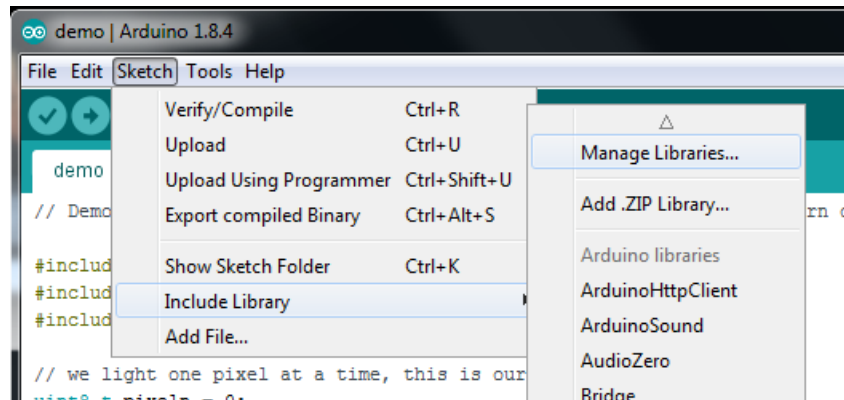 demo | Arduino 1.8.4
File Edit Sketch Tools Help
demo
Verify/Compile Ctrl+R
Upload Ctrl+U
Upload Using Programmer Ctrl+Shift+U
Export compiled Binary Ctrl+Alt+S
Show Sketch Folder Ctrl+K
Include Library
Add File...
Manage Libraries...
Add .ZIP Library...
Arduino libraries
ArduinoHttpClient
ArduinoSound
AudioZero
Bridge
// Demo
#includ
#includ
#includ
// we light one pixel at a time, this is our